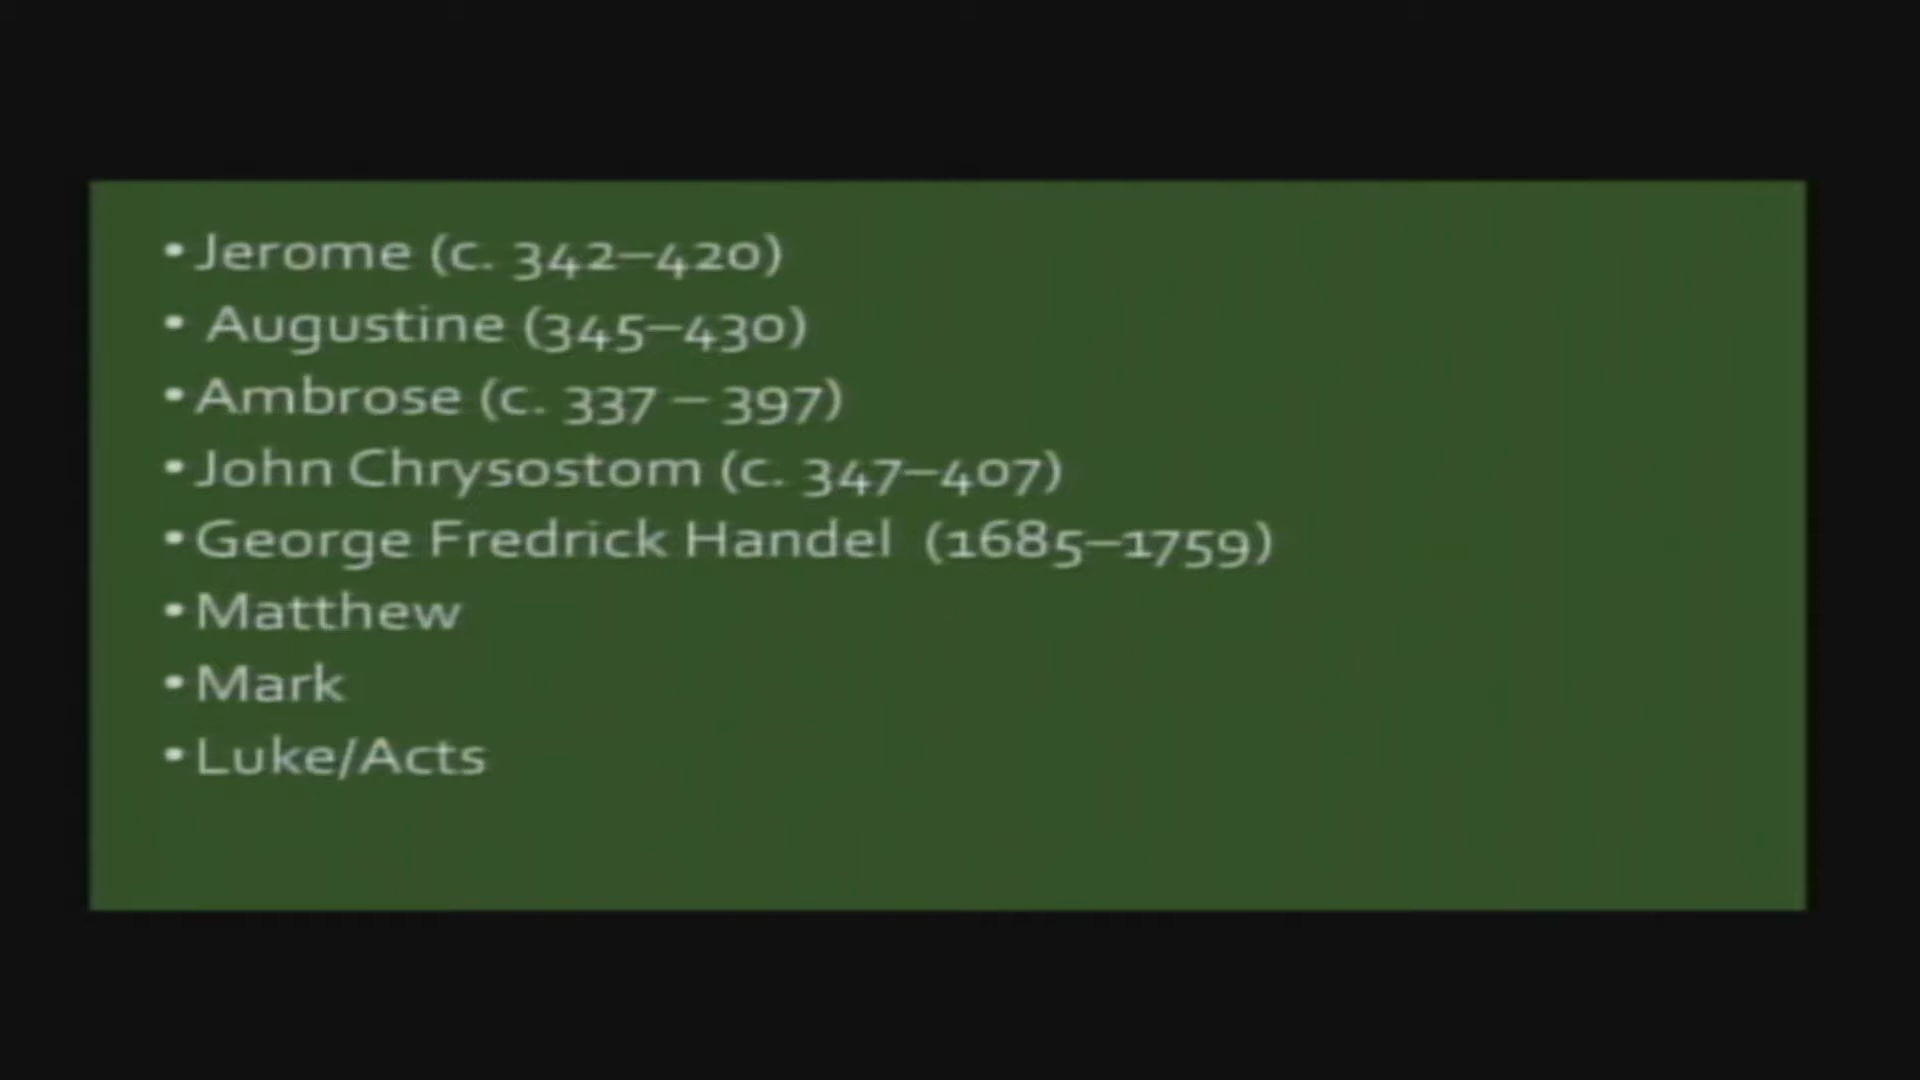 • Jerome (c. 342–420)
• Augustine (345–430)
• Ambrose (c. 337 – 397)
• John Chrysostom (c. 347–407)
• George Fredrick Handel (1685–1759)
• Matthew
• Mark
• Luke/Acts